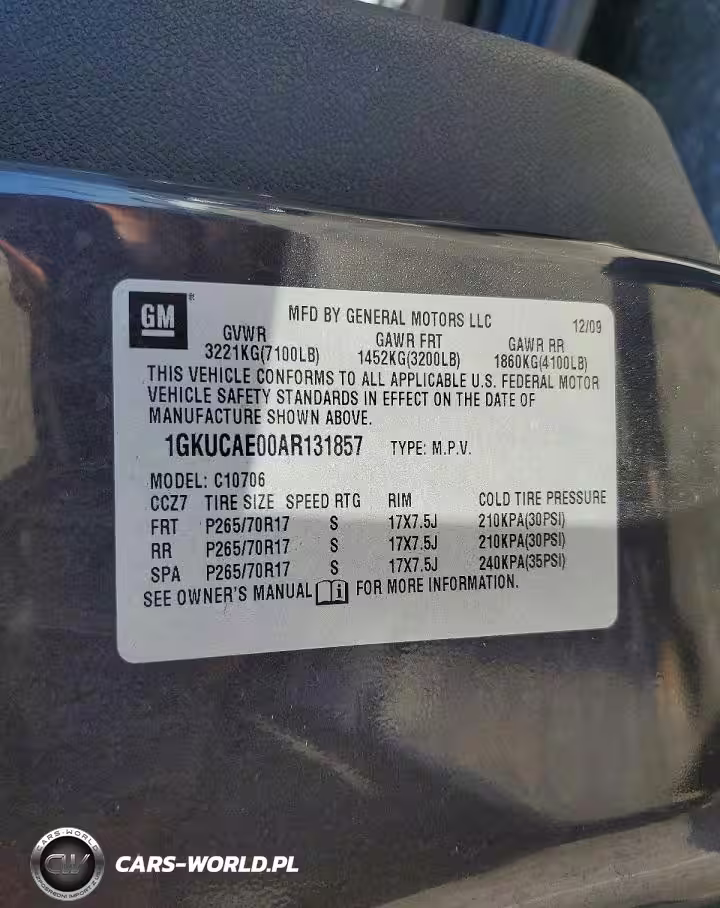 GM
MFD BY GENERAL MOTORS LLC 12/09
GVWR GAWR FRT GAWR RR
3221KG(7100LB) 1452KG(3200LB) 1860KG(4100LB)
THIS VEHICLE CONFORMS TO ALL APPLICABLE U.S. FEDERAL MOTOR
VEHICLE SAFETY STANDARDS IN EFFECT ON THE DATE OF
MANUFACTURE SHOWN ABOVE.
1GKUCAE00AR131857 TYPE: M.P.V.
MODEL: C10706
CCZ7 TIRE SIZE SPEED RTG RIM COLD TIRE PRESSURE
FRT P265/70R17 S 17X7.5J 210KPA(30PSI)
RR P265/70R17 S 17X7.5J 210KPA(30PSI)
SPA P265/70R17 S 17X7.5J 240KPA(35PSI)
SEE OWNER'S MANUAL i FOR MORE INFORMATION.
CARS-WORLD
CW
CARS-WORLD.PL